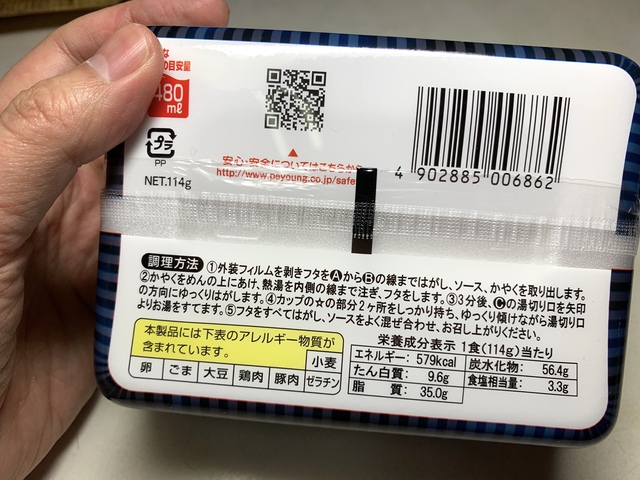 な
の目安量
480
mℓ
プラ
PP
NET.114g
安心・安全についてはこちらから
http://www.peyoung.co.jp/safe
4 902885 006862
調理方法 ①外装フィルムを剥きフタをⒶからⒷの線まではがし、ソース、かやくを取り出します。
②かやくをめんの上にあけ、熱湯を内側の線まで注ぎ、フタをします。③3分後、Ⓒの湯切り口を矢印
の方向にゆっくりはがします。④カップの☆の部分2ヶ所をしっかり持ち、ゆっくり傾けながら湯切り口
よりお湯をすてます。⑤フタをすべてはがし、ソースをよく混ぜ合わせ、お召し上がりください。
本製品には下表のアレルギー物質が
含まれています。
小麦
卵 ごま 大豆 鶏肉 豚肉 ゼラチン
栄養成分表示 1食(114g)当たり
エネルギー: 579kcal 炭水化物: 56.4g
たん白質: 9.6g 食塩相当量: 3.3g
脂質: 35.0g